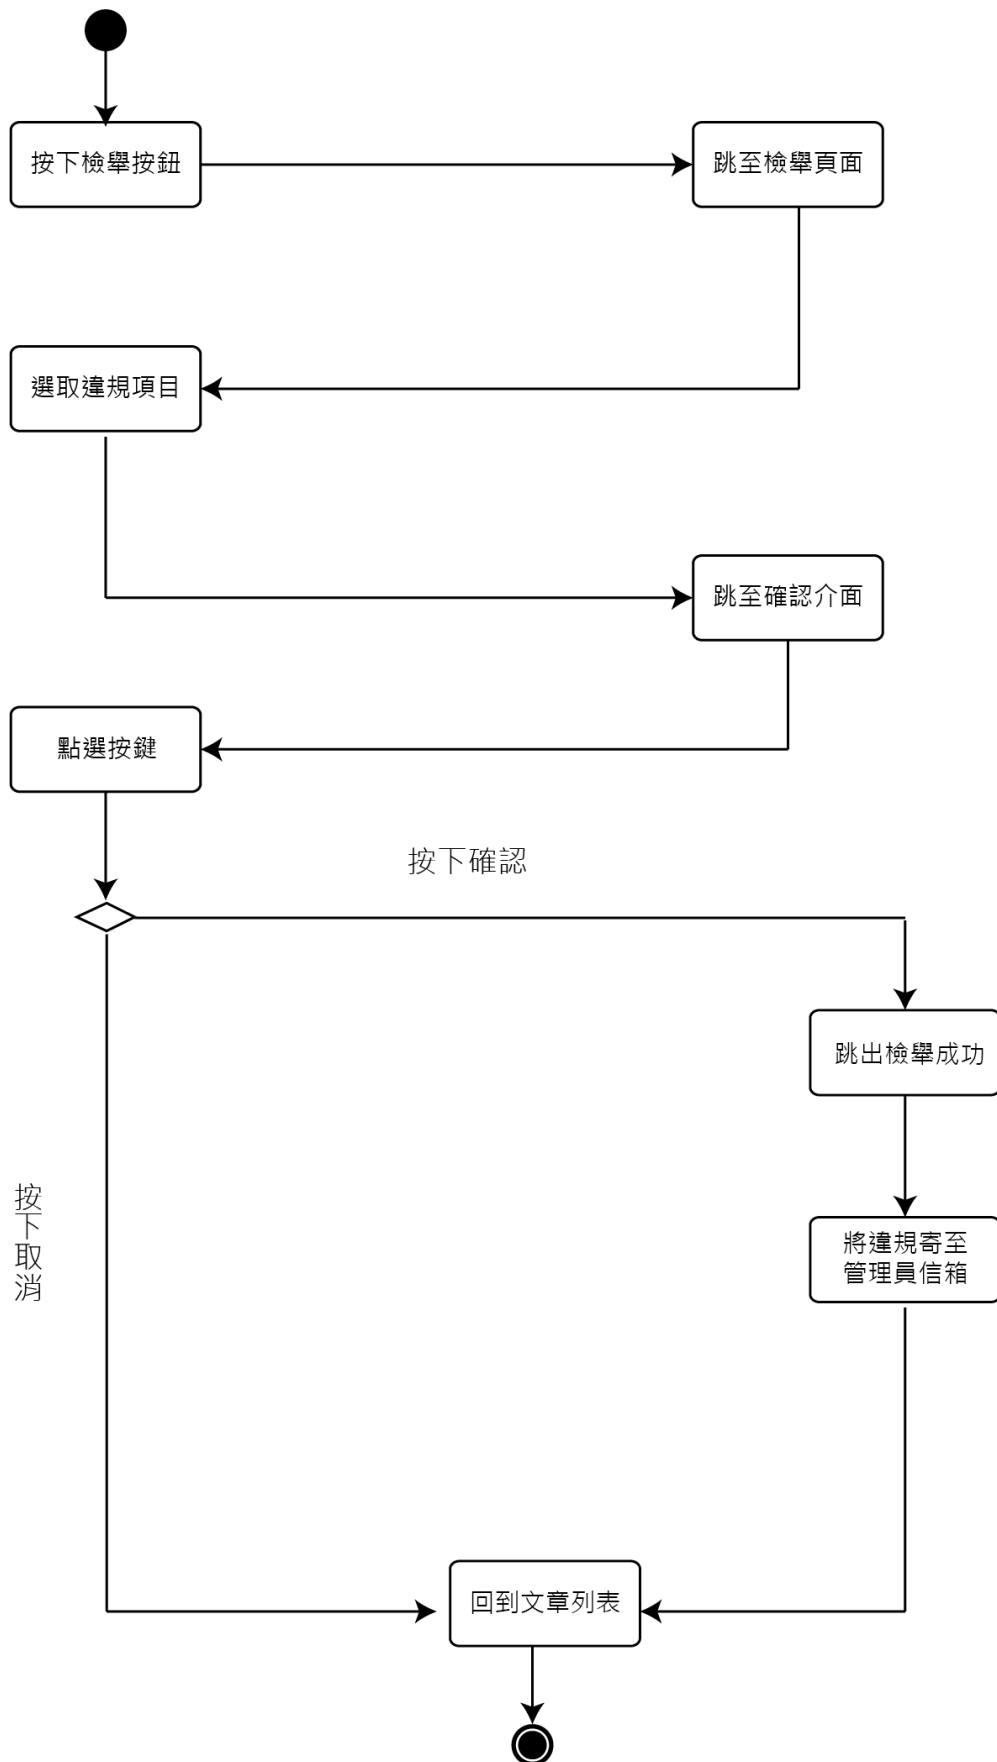 按下檢舉按鈕
跳至檢舉頁面
選取違規項目
跳至確認介面
點選按鍵
按下確認
跳出檢舉成功
按下取消
將違規寄至
管理員信箱
回到文章列表